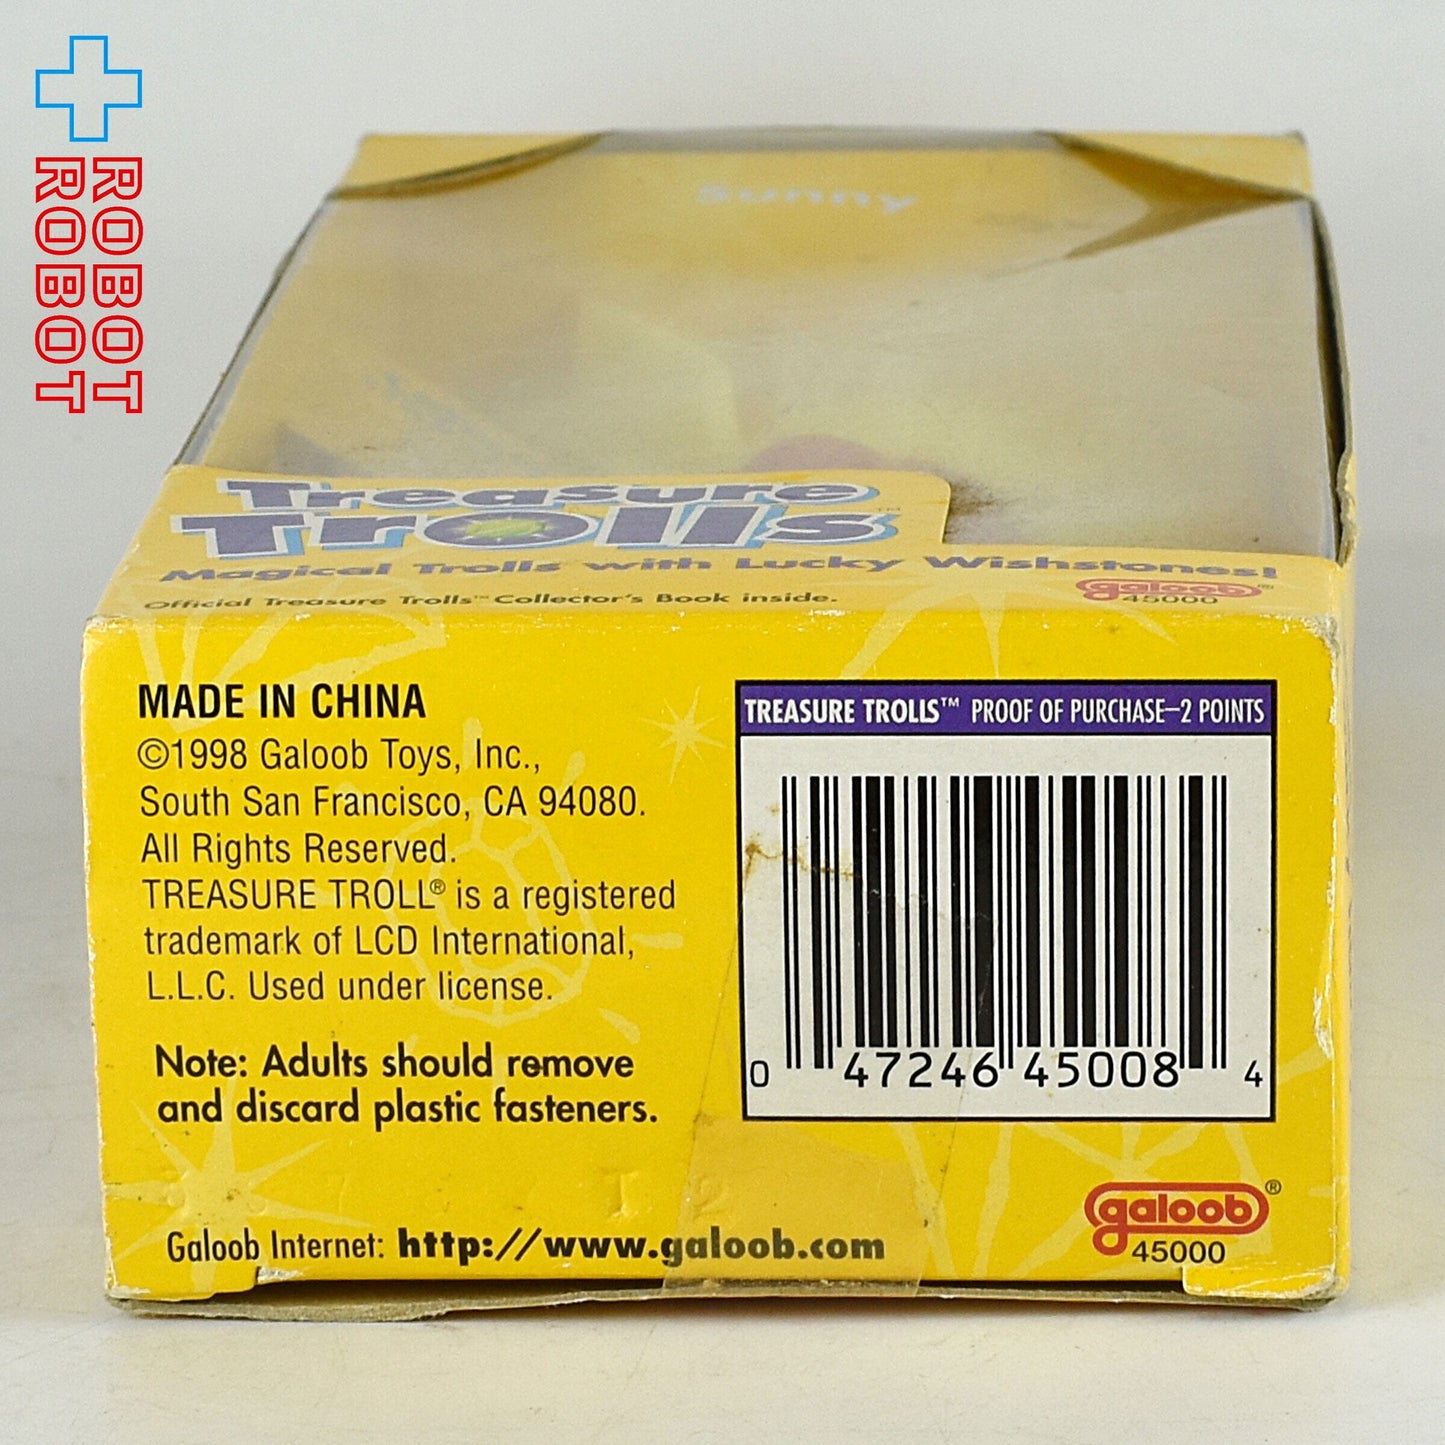 ROBOT
ROBOT
Sunny
Treasure
Trolls™
Magical Trolls with Lucky Wishstones!
Official Treasure Trolls™ Collector's Book inside.
galoob®
45000
MADE IN CHINA
©1998 Galoob Toys, Inc.,
South San Francisco, CA 94080.
All Rights Reserved.
TREASURE TROLL® is a registered
trademark of LCD International,
L.L.C. Used under license.
Note: Adults should remove
and discard plastic fasteners.
Galoob Internet: http://www.galoob.com
TREASURE TROLLS™ PROOF OF PURCHASE–2 POINTS
0 47246 45008 4
galoob®
45000